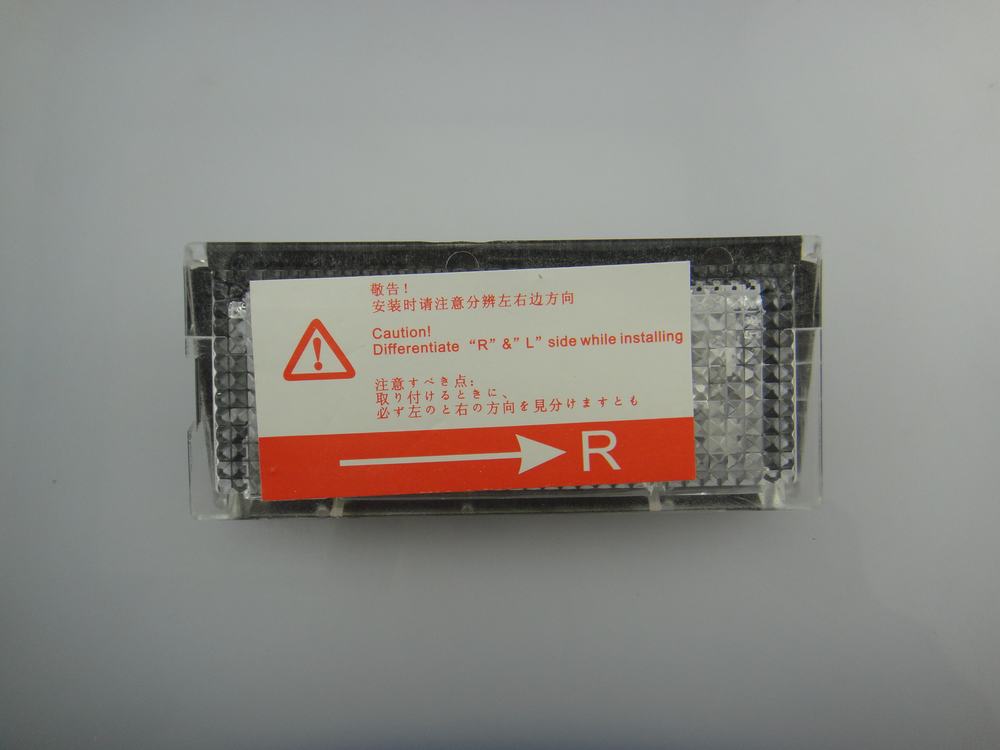 敬告！
安装时请注意分辨左右边方向
Caution!
Differentiate “R” &” L” side while installing
注意すべき点:
取り付けるときに、
必ず左のと右の方向を見分けますとも
R